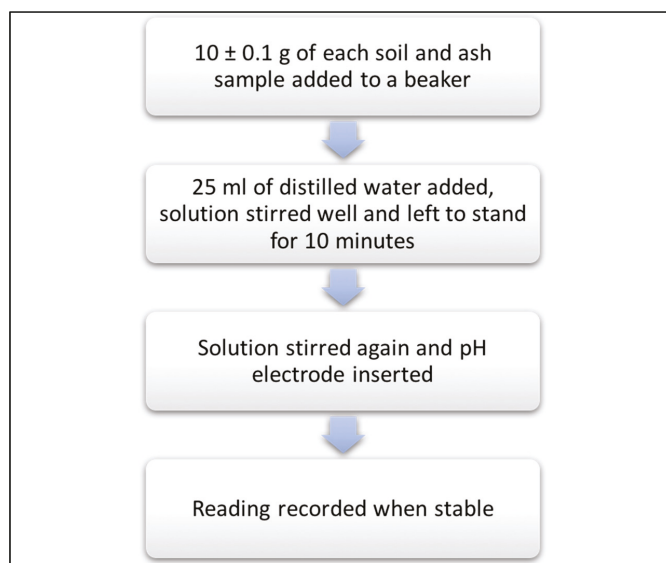 10 ± 0.1 g of each soil and ash
sample added to a beaker
25 ml of distilled water added,
solution stirred well and left to stand
for 10 minutes
Solution stirred again and pH
electrode inserted
Reading recorded when stable